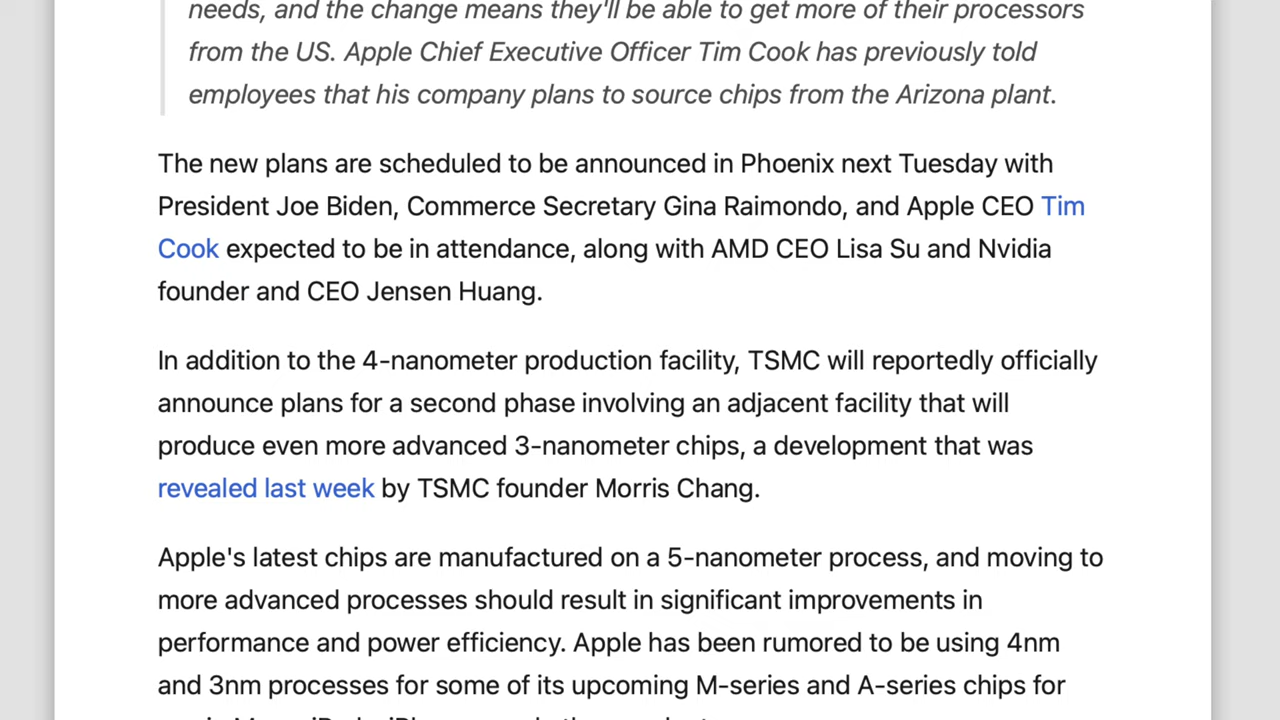 needs, and the change means they'll be able to get more of their processors
from the US. Apple Chief Executive Officer Tim Cook has previously told
employees that his company plans to source chips from the Arizona plant.
The new plans are scheduled to be announced in Phoenix next Tuesday with
President Joe Biden, Commerce Secretary Gina Raimondo, and Apple CEO Tim
Cook expected to be in attendance, along with AMD CEO Lisa Su and Nvidia
founder and CEO Jensen Huang.
In addition to the 4-nanometer production facility, TSMC will reportedly officially
announce plans for a second phase involving an adjacent facility that will
produce even more advanced 3-nanometer chips, a development that was
revealed last week by TSMC founder Morris Chang.
Apple's latest chips are manufactured on a 5-nanometer process, and moving to
more advanced processes should result in significant improvements in
performance and power efficiency. Apple has been rumored to be using 4nm
and 3nm processes for some of its upcoming M-series and A-series chips for